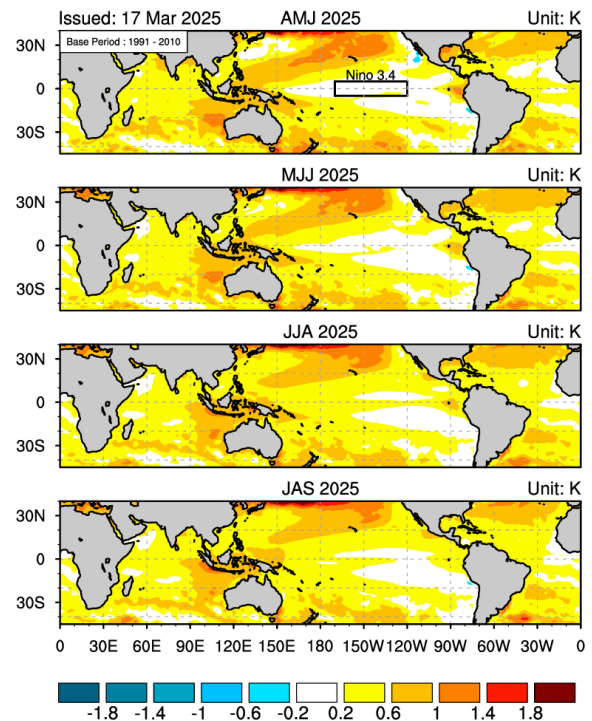 Issued: 17 Mar 2025 AMJ 2025 Unit: K
Base Period : 1991 - 2010
30N
Nino 3.4
0
30S
MJJ 2025 Unit: K
30N
0
30S
JJA 2025 Unit: K
30N
0
30S
JAS 2025 Unit: K
30N
0
30S
0 30E 60E 90E 120E 150E 180 150W 120W 90W 60W 30W 0
-1.8 -1.4 -1 -0.6 -0.2 0.2 0.6 1 1.4 1.8